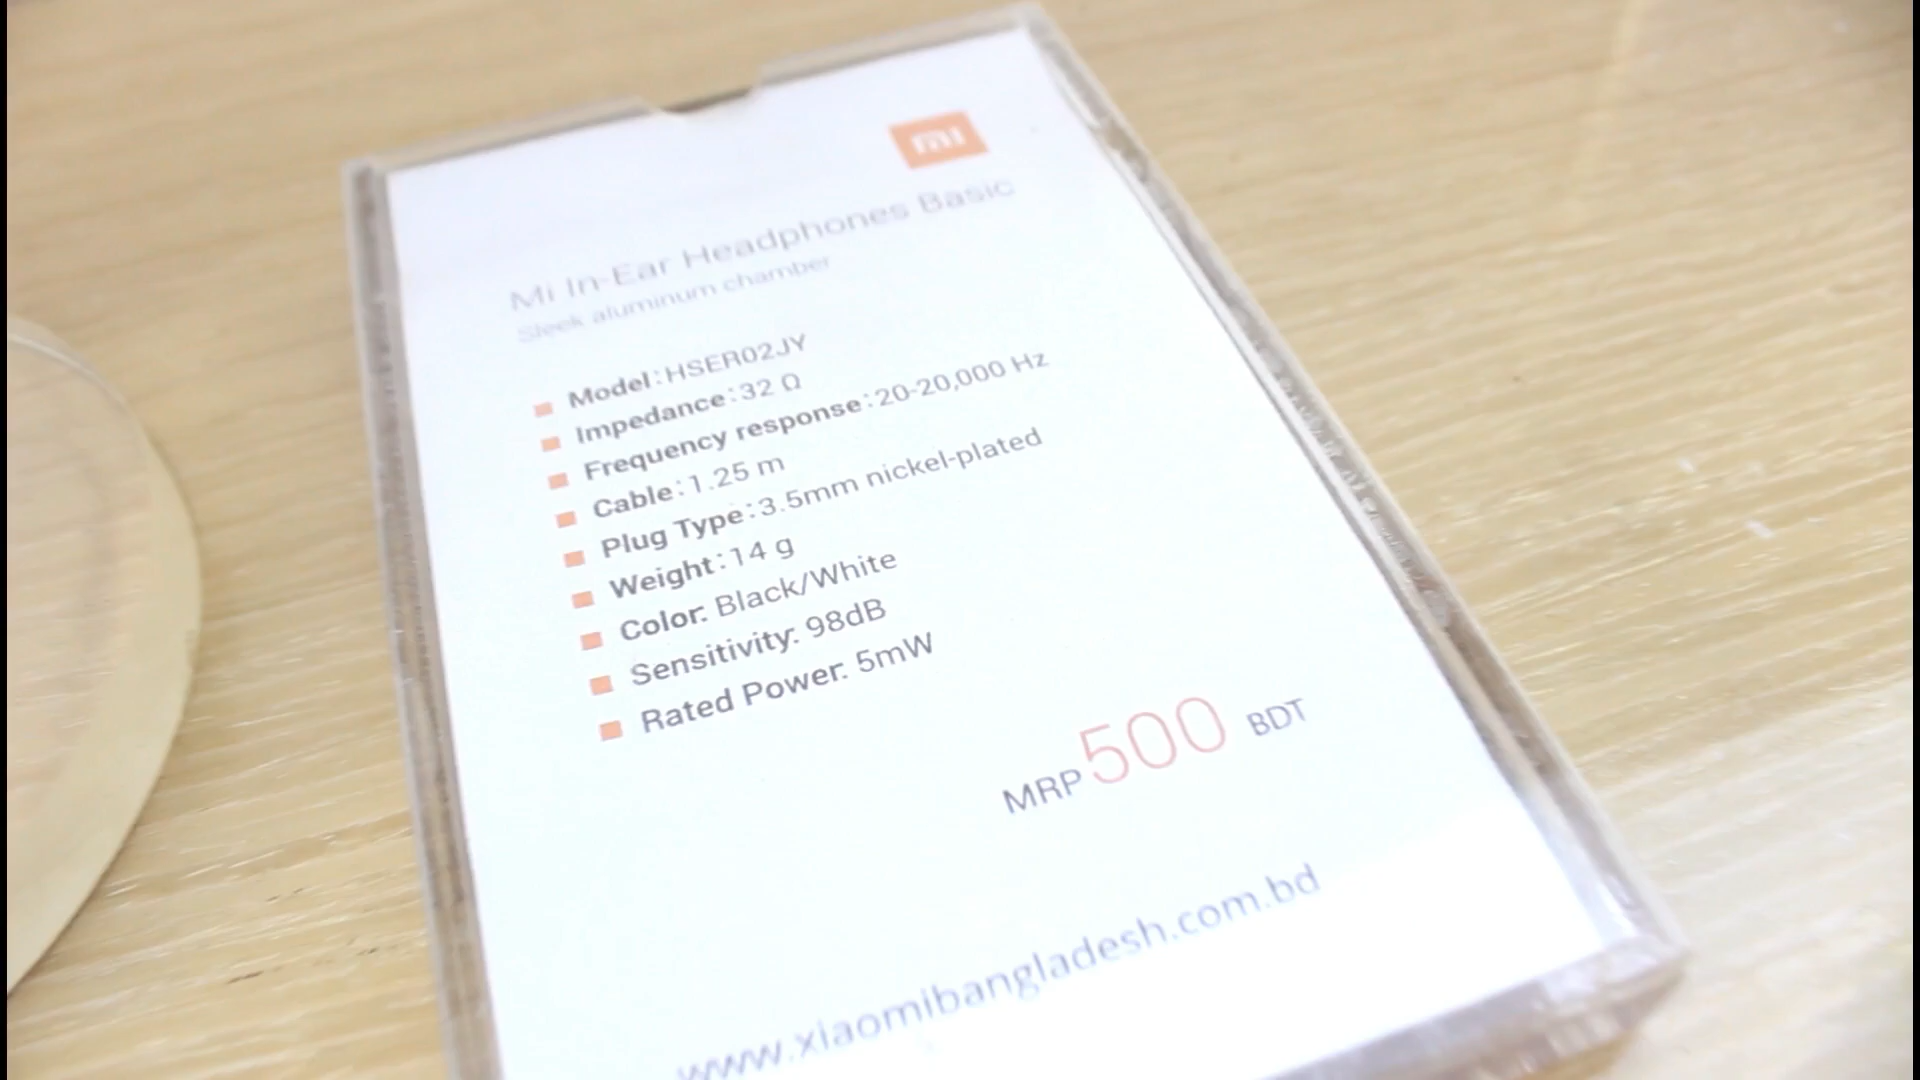 mi
Mi In-Ear Headphones Basic
Sleek aluminum chamber
Model:HSER02JY
Impedance:32 Ω
Frequency response:20-20,000 Hz
Cable:1.25 m
Plug Type:3.5mm nickel-plated
Weight:14 g
Color: Black/White
Sensitivity: 98dB
Rated Power: 5mW
MRP 500 BDT
www.xiaomibangladesh.com.bd